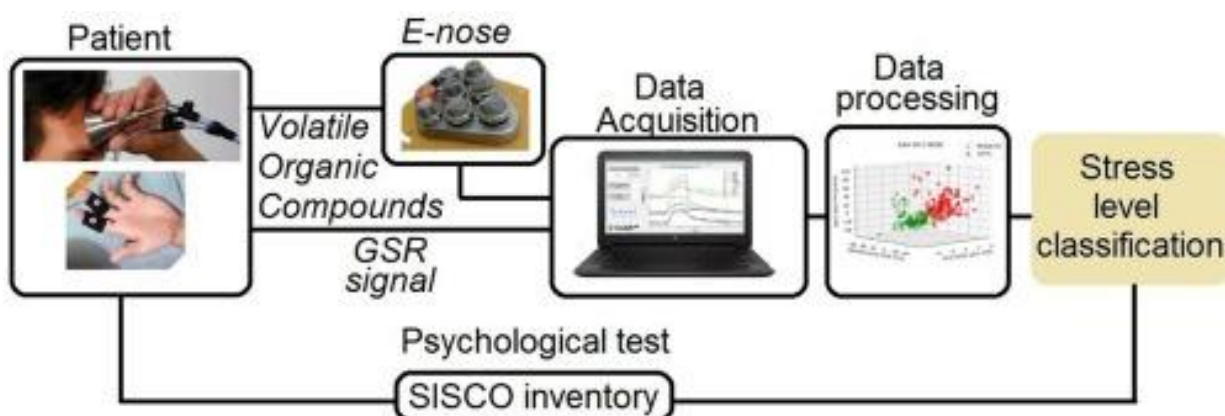 Patient
E-nose
Volatile
Organic
Compounds
GSR
signal
Data
Acquisition
Data
processing
Stress
level
classification
Psychological test
SISCO inventory